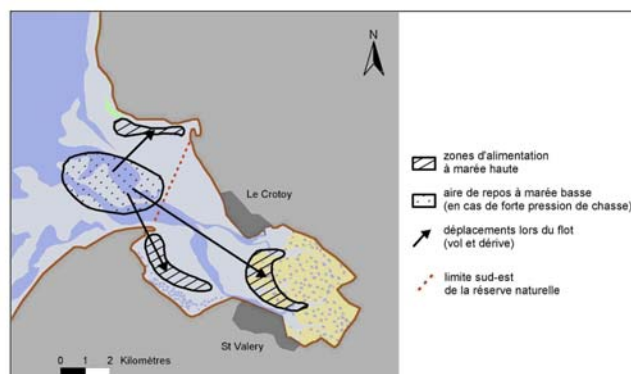 N
Le Crotoy
St Valery
0 1 2 Kilomètres
zones d'alimentation
à marée haute
aire de repos à marée basse
(en cas de forte pression de chasse)
déplacements lors du flot
(vol et dérive)
limite sud-est
de la réserve naturelle